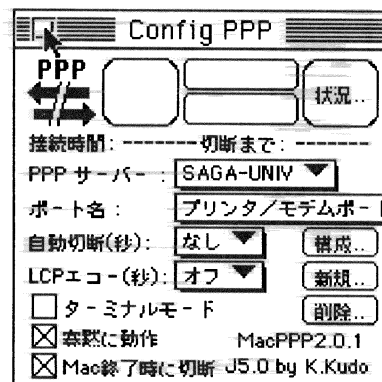 Config PPP
PPP
状況..
接続時間: -------切断まで: -------
PPP サーバー : SAGA-UNIV
ポート名 : プリンタ/モデムポート
自動切断(秒): なし 構成..
LCPエコー(秒): オフ 新規..
ターミナルモード 削除..
寡黙に動作 MacPPP2.0.1
Mac終了時に切断 J5.0 by K.Kudo